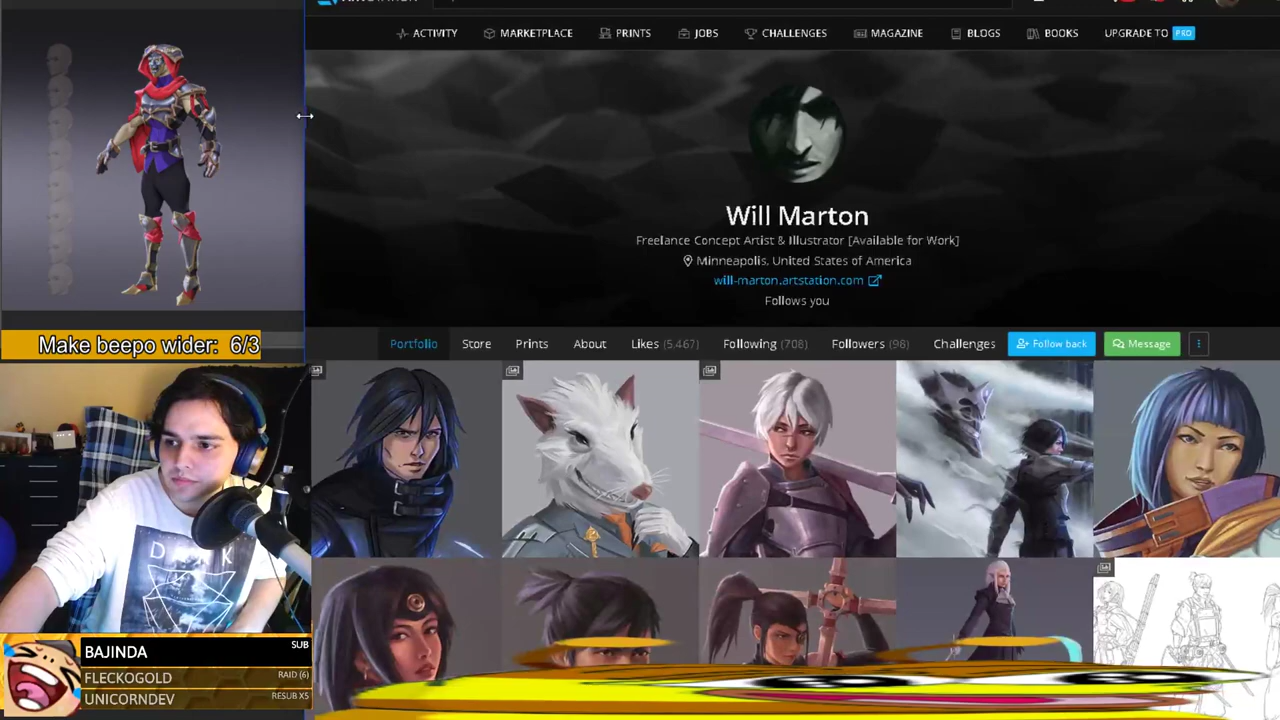 ACTIVITY MARKETPLACE PRINTS JOBS CHALLENGES MAGAZINE BLOGS BOOKS UPGRADE TO PRO
Will Marton
Freelance Concept Artist & Illustrator [Available for Work]
Minneapolis, United States of America
will-marton.artstation.com
Follows you
Portfolio Store Prints About Likes (5,467) Following (708) Followers (98) Challenges Follow back Message
Make beepo wider: 6/3
DARK
BAJINDA SUB
FLECKOGOLD RAID (6)
UNICORNDEV RESUB X5